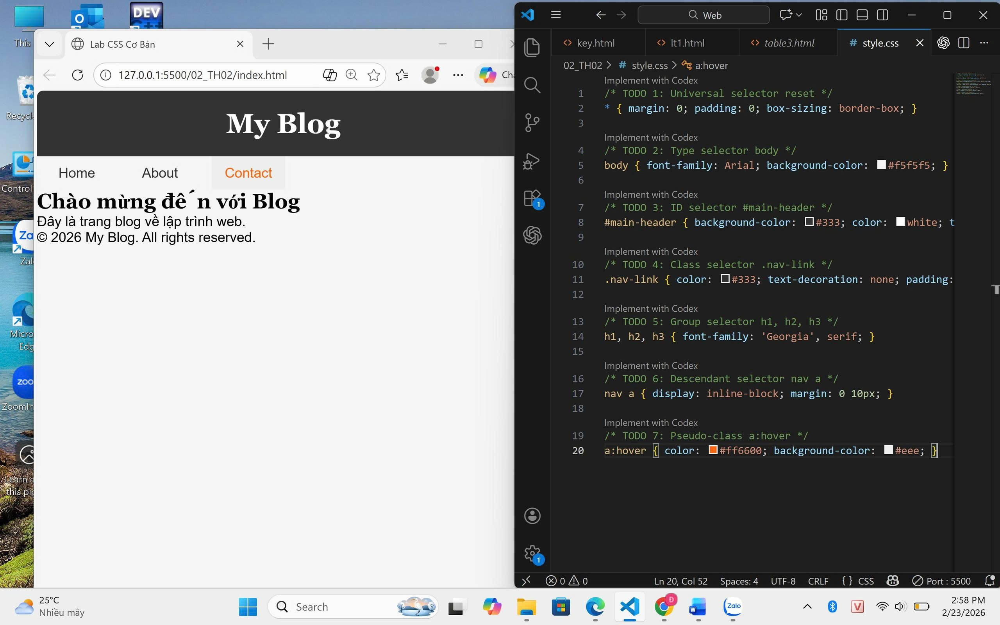 This
DEV
Recycle
Control
Zalo
Za
Zal
Micro
Edg
zoo
ZoomIn
Learn a
this pic
Lab CSS Cơ Bản
127.0.0.1:5500/02_TH02/index.html
Cha
My Blog
Home About Contact
Chào mừng đến với Blog
Đây là trang blog về lập trình web.
© 2026 My Blog. All rights reserved.
Web
key.html lt1.html table3.html # style.css
02_TH02 > # style.css > a:hover
Implement with Codex
1 /* TODO 1: Universal selector reset */
2 * { margin: 0; padding: 0; box-sizing: border-box; }
3
Implement with Codex
4 /* TODO 2: Type selector body */
5 body { font-family: Arial; background-color: #f5f5f5; }
6
Implement with Codex
7 /* TODO 3: ID selector #main-header */
8 #main-header { background-color: #333; color: white; t
9
Implement with Codex
10 /* TODO 4: Class selector .nav-link */
11 .nav-link { color: #333; text-decoration: none; padding:
12
Implement with Codex
13 /* TODO 5: Group selector h1, h2, h3 */
14 h1, h2, h3 { font-family: 'Georgia', serif; }
15
Implement with Codex
16 /* TODO 6: Descendant selector nav a */
17 nav a { display: inline-block; margin: 0 10px; }
18
Implement with Codex
19 /* TODO 7: Pseudo-class a:hover */
20 a:hover { color: #ff6600; background-color: #eee; }
1
1
0 0 Ln 20, Col 52 Spaces: 4 UTF-8 CRLF { } CSS Port : 5500
25°C
Nhiều mây
Search
Đ
Zalo
V
2:58 PM
2/23/2026